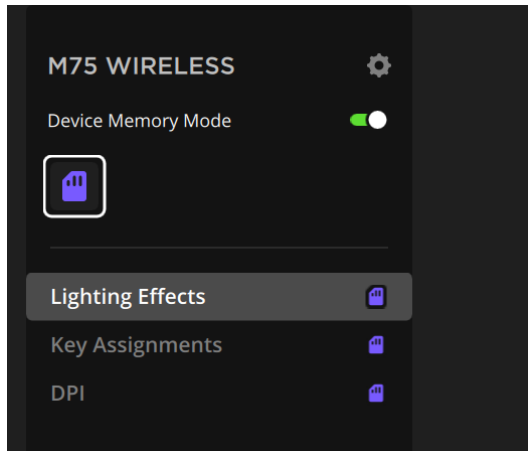 M75 WIRELESS
Device Memory Mode
Lighting Effects
Key Assignments
DPI